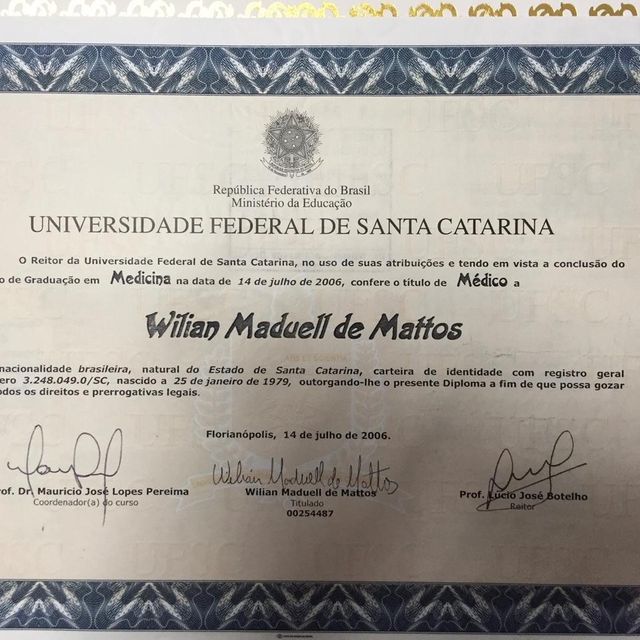 República Federativa do Brasil
Ministério da Educação
UNIVERSIDADE FEDERAL DE SANTA CATARINA
O Reitor da Universidade Federal de Santa Catarina, no uso de suas atribuições e tendo em vista a conclusão do
o de Graduação em Medicina na data de 14 de julho de 2006, confere o título de Médico a
Wilian Maduell de Mattos
nacionalidade brasileira, natural do Estado de Santa Catarina, carteira de identidade com registro geral
ero 3.248.049.0/SC, nascido a 25 de janeiro de 1979, outorgando-lhe o presente Diploma a fim de que possa gozar
odos os direitos e prerrogativas legais.
Florianópolis, 14 de julho de 2006.
Wilian Maduell de Mattos
Prof. Dr. Mauricio José Lopes Pereima Wilian Maduell de Mattos Prof. Lúcio José Botelho
Coordenador(a) do curso Titulado Reitor
00254487